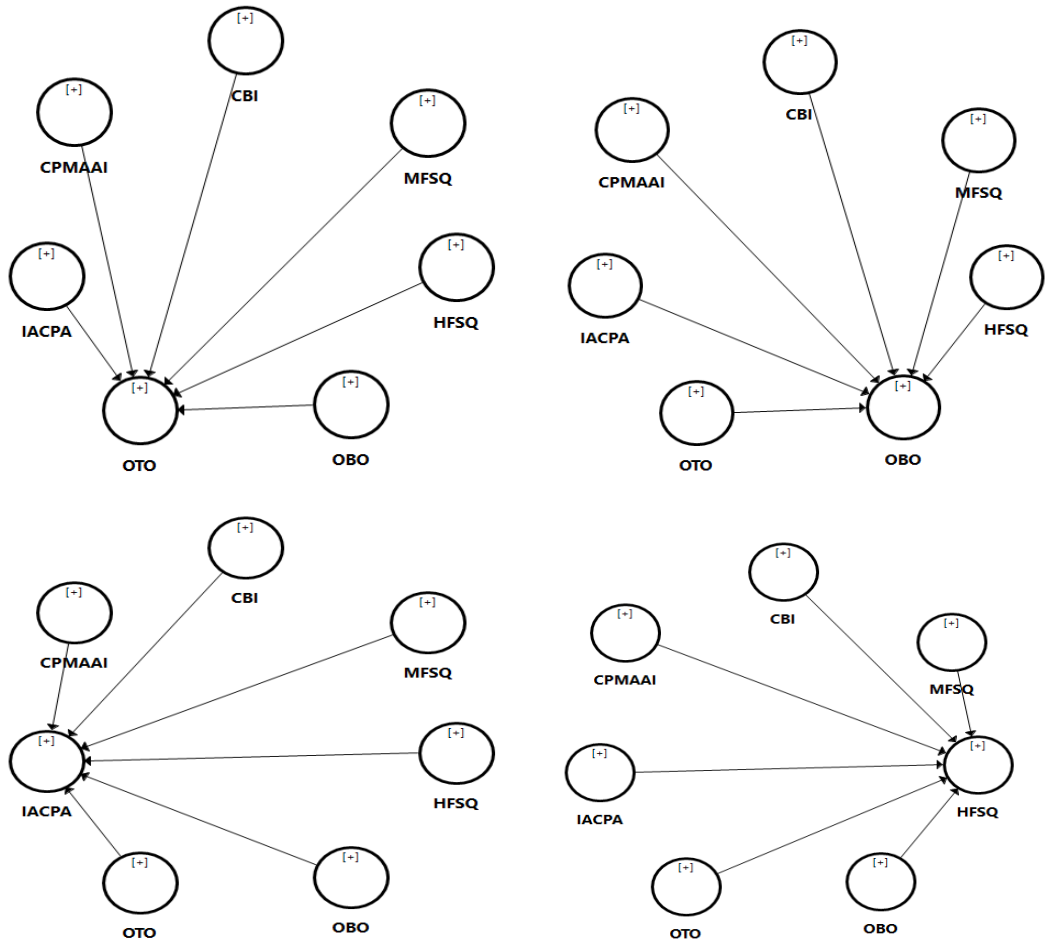 [+]
CBI
[+]
CPMAAI
[+]
MFSQ
[+]
IACPA
[+]
HFSQ
[+]
OTO
[+]
OBO
[+]
CBI
[+]
CPMAAI
[+]
MFSQ
[+]
IACPA
[+]
HFSQ
[+]
OTO
[+]
OBO
[+]
CBI
[+]
CPMAAI
[+]
MFSQ
[+]
IACPA
[+]
HFSQ
[+]
OTO
[+]
OBO
[+]
CBI
[+]
CPMAAI
[+]
MFSQ
[+]
IACPA
[+]
HFSQ
[+]
OTO
[+]
OBO